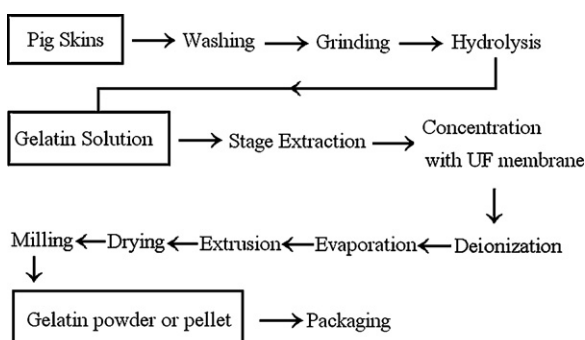 Pig Skins Washing Grinding Hydrolysis
Gelatin Solution Stage Extraction Concentration
with UF membrane
Milling Drying Extrusion Evaporation Deionization
Gelatin powder or pellet Packaging